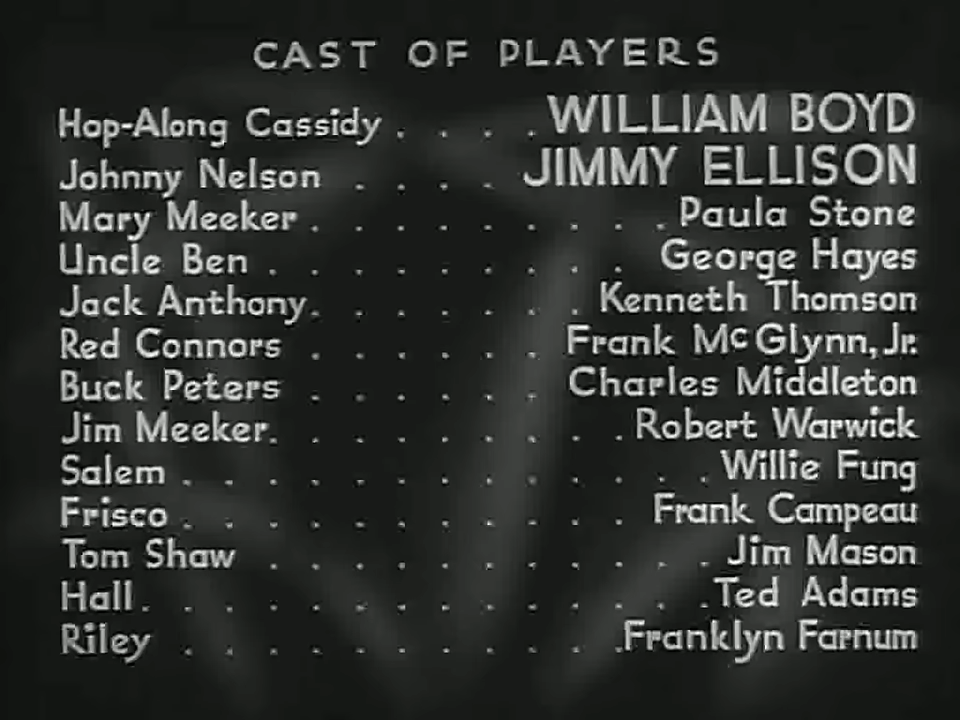 CAST OF PLAYERS
Hop-Along Cassidy . . . . WILLIAM BOYD
Johnny Nelson . . . . JIMMY ELLISON
Mary Meeker . . . . . . . . . Paula Stone
Uncle Ben . . . . . . . . . George Hayes
Jack Anthony . . . . . . . Kenneth Thomson
Red Connors . . . . . . Frank McGlynn, Jr.
Buck Peters . . . . . . Charles Middleton
Jim Meeker . . . . . . . . . Robert Warwick
Salem . . . . . . . . . . . . . Willie Fung
Frisco . . . . . . . . . . . Frank Campeau
Tom Shaw . . . . . . . . . . . Jim Mason
Hall . . . . . . . . . . . . . . Ted Adams
Riley . . . . . . . . . . . Franklyn Farnum